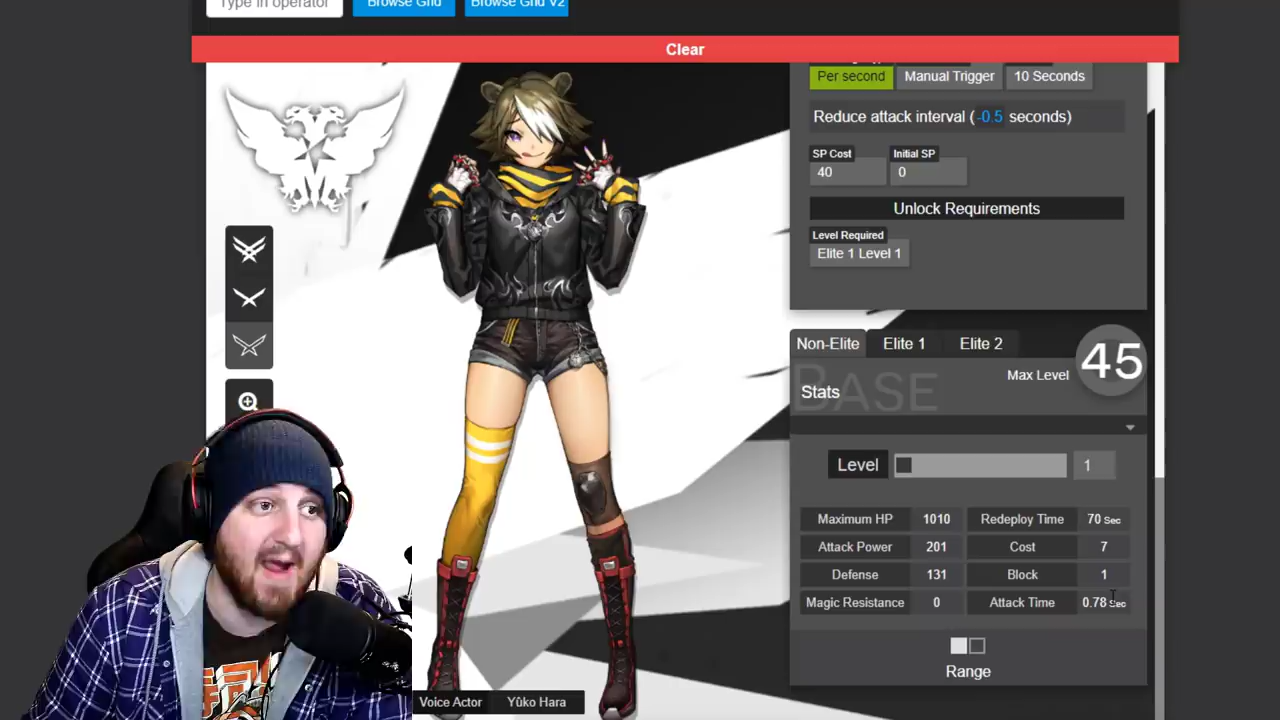 Type in operator
Browse Grid
Browse Grid V2
Clear
Per second
Manual Trigger
10 Seconds
Reduce attack interval (-0.5 seconds)
SP Cost
Initial SP
40
0
Unlock Requirements
Level Required
Elite 1 Level 1
Non-Elite
Elite 1
Elite 2
45
Max Level
BASE
Stats
Level
1
Maximum HP
1010
Redeploy Time
70 Sec
Attack Power
201
Cost
7
Defense
131
Block
1
Magic Resistance
0
Attack Time
0.78 Sec
Range
Voice Actor
Yûko Hara